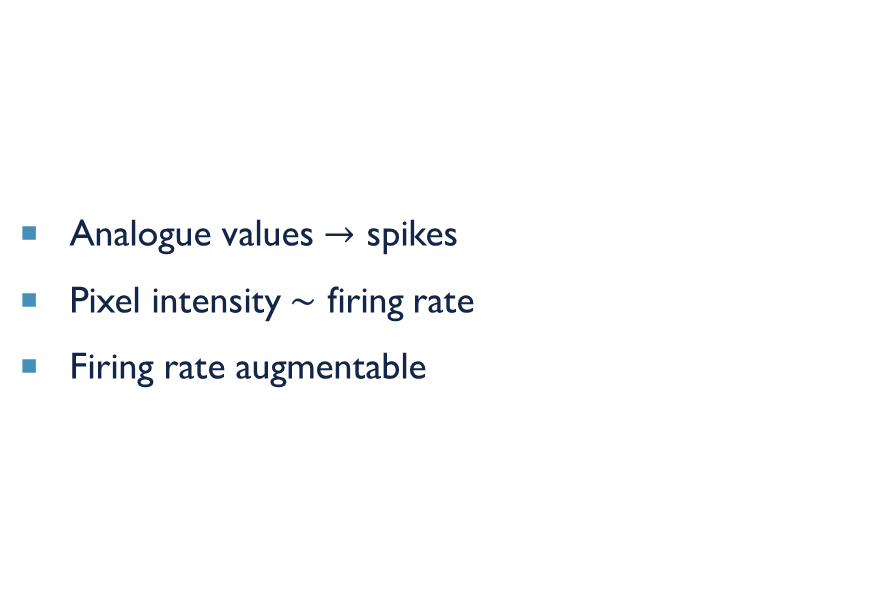 Analogue values → spikes
Pixel intensity ~ firing rate
Firing rate augmentable